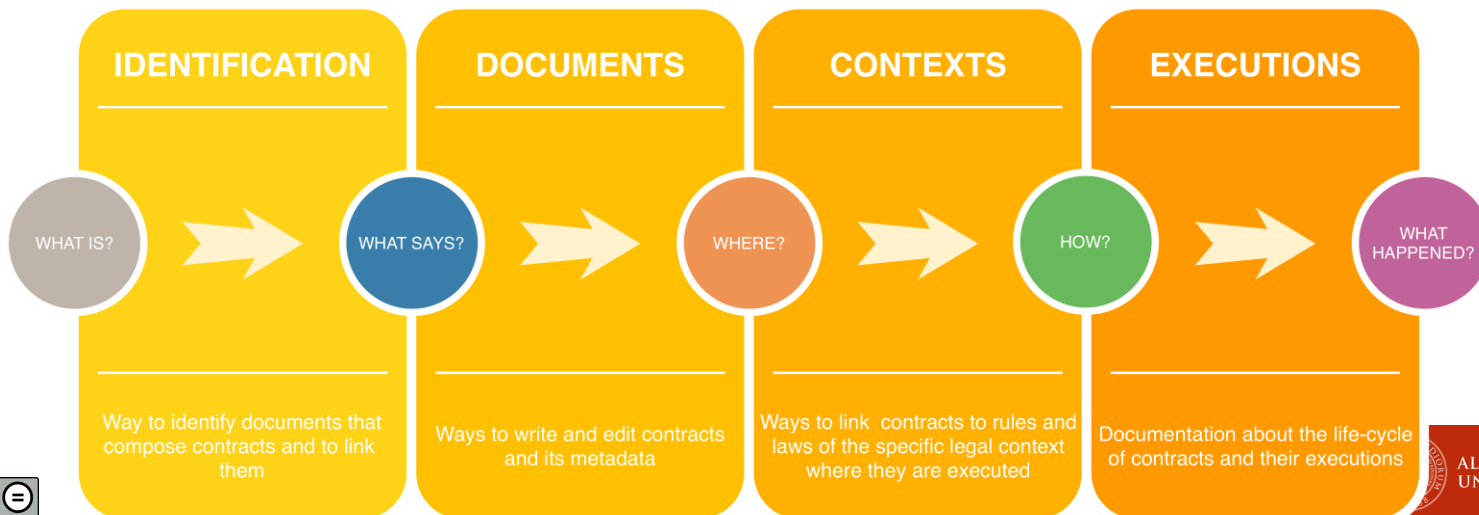 IDENTIFICATION
DOCUMENTS
CONTEXTS
EXECUTIONS
WHAT IS?
WHAT SAYS?
WHERE?
HOW?
WHAT
HAPPENED?
Way to identify documents that
compose contracts and to link
them
Ways to write and edit contracts
and its metadata
Ways to link contracts to rules and
laws of the specific legal context
where they are executed
Documentation about the life-cycle
of contracts and their executions
AL
UN